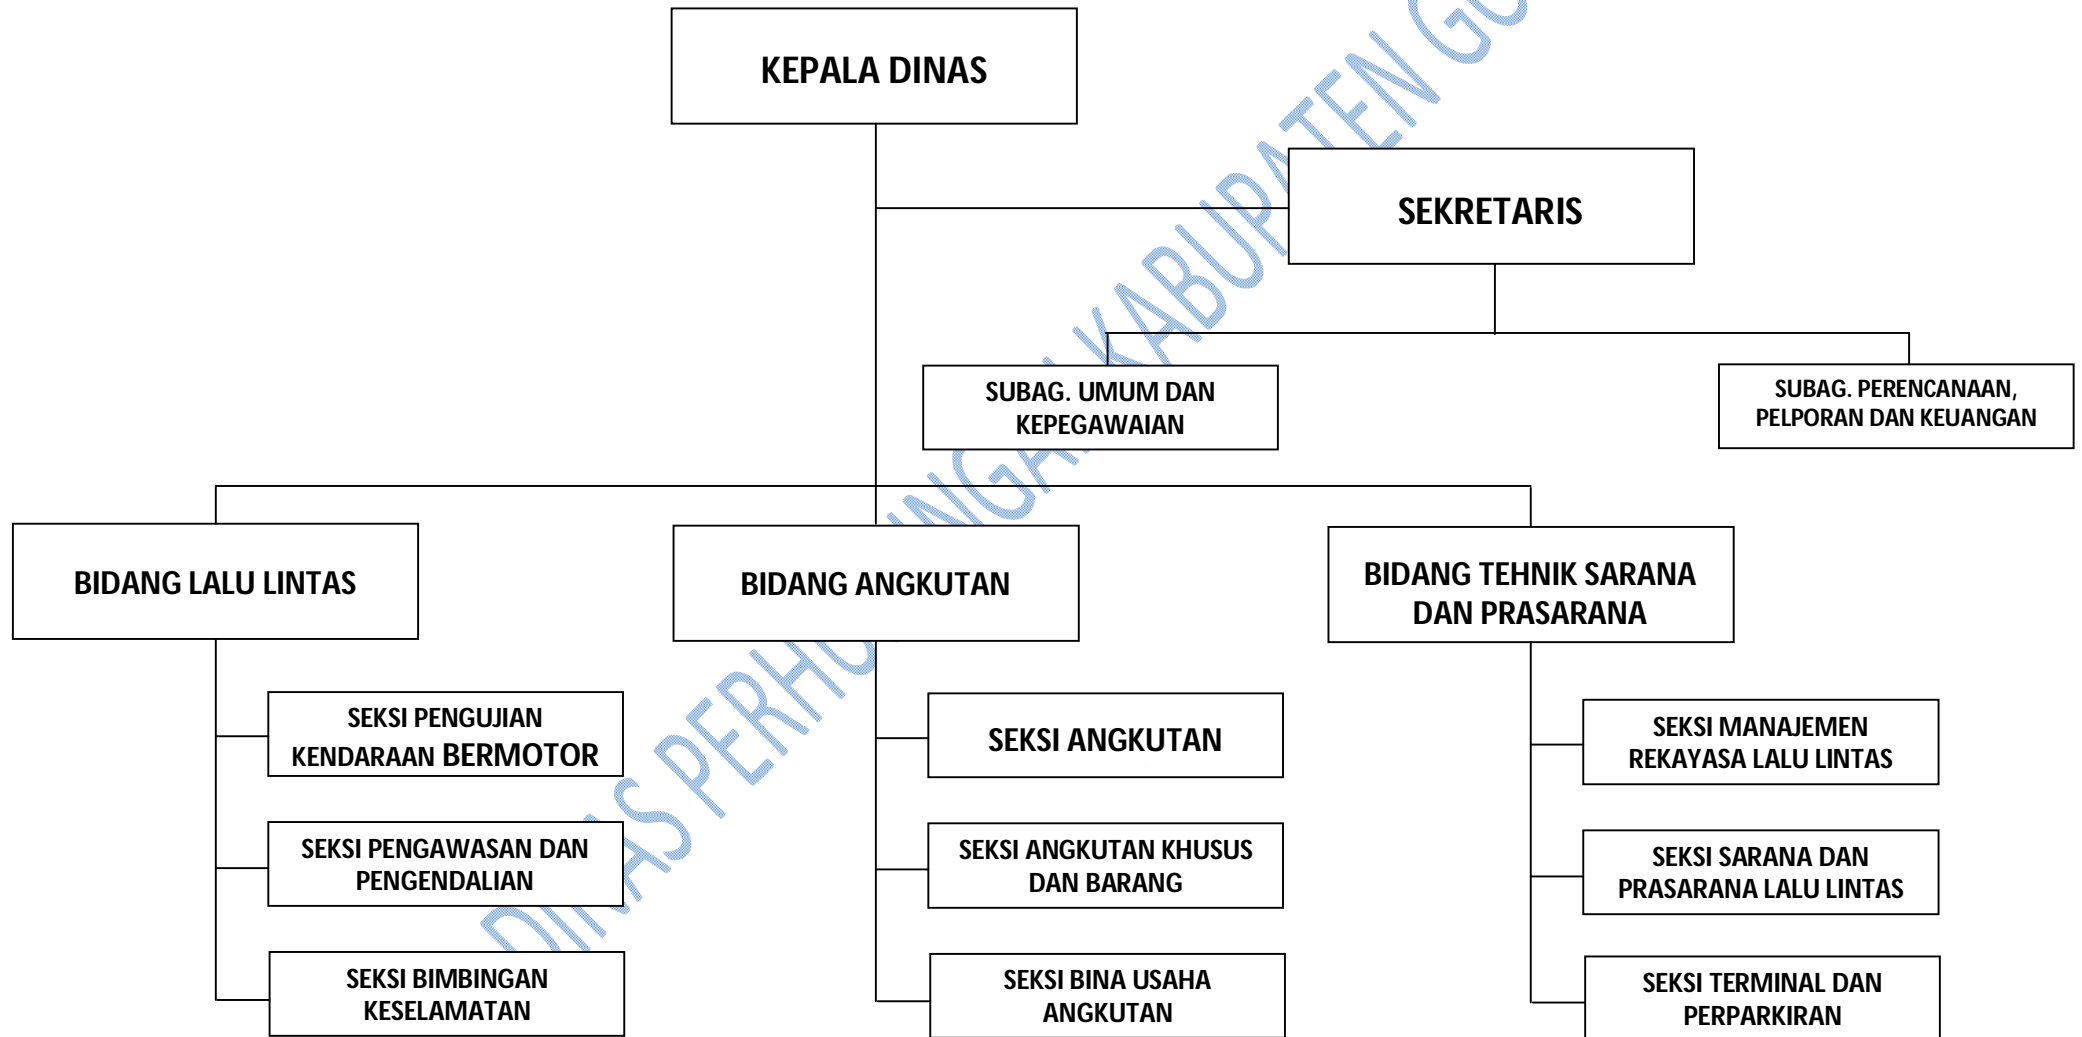 KEPALA DINAS
SEKRETARIS
SUBAG. UMUM DAN
KEPEGAWAIAN
SUBAG. PERENCANAAN,
PELPORAN DAN KEUANGAN
BIDANG LALU LINTAS
BIDANG ANGKUTAN
BIDANG TEHNIK SARANA
DAN PRASARANA
SEKSI PENGUJIAN
KENDARAAN BERMOTOR
SEKSI PENGAWASAN DAN
PENGENDALIAN
SEKSI BIMBINGAN
KESELAMATAN
SEKSI ANGKUTAN
SEKSI ANGKUTAN KHUSUS
DAN BARANG
SEKSI BINA USAHA
ANGKUTAN
SEKSI MANAJEMEN
REKAYASA LALU LINTAS
SEKSI SARANA DAN
PRASARANA LALU LINTAS
SEKSI TERMINAL DAN
PERPARKIRAN
DINAS PERHUBUNGAN KABUPATEN